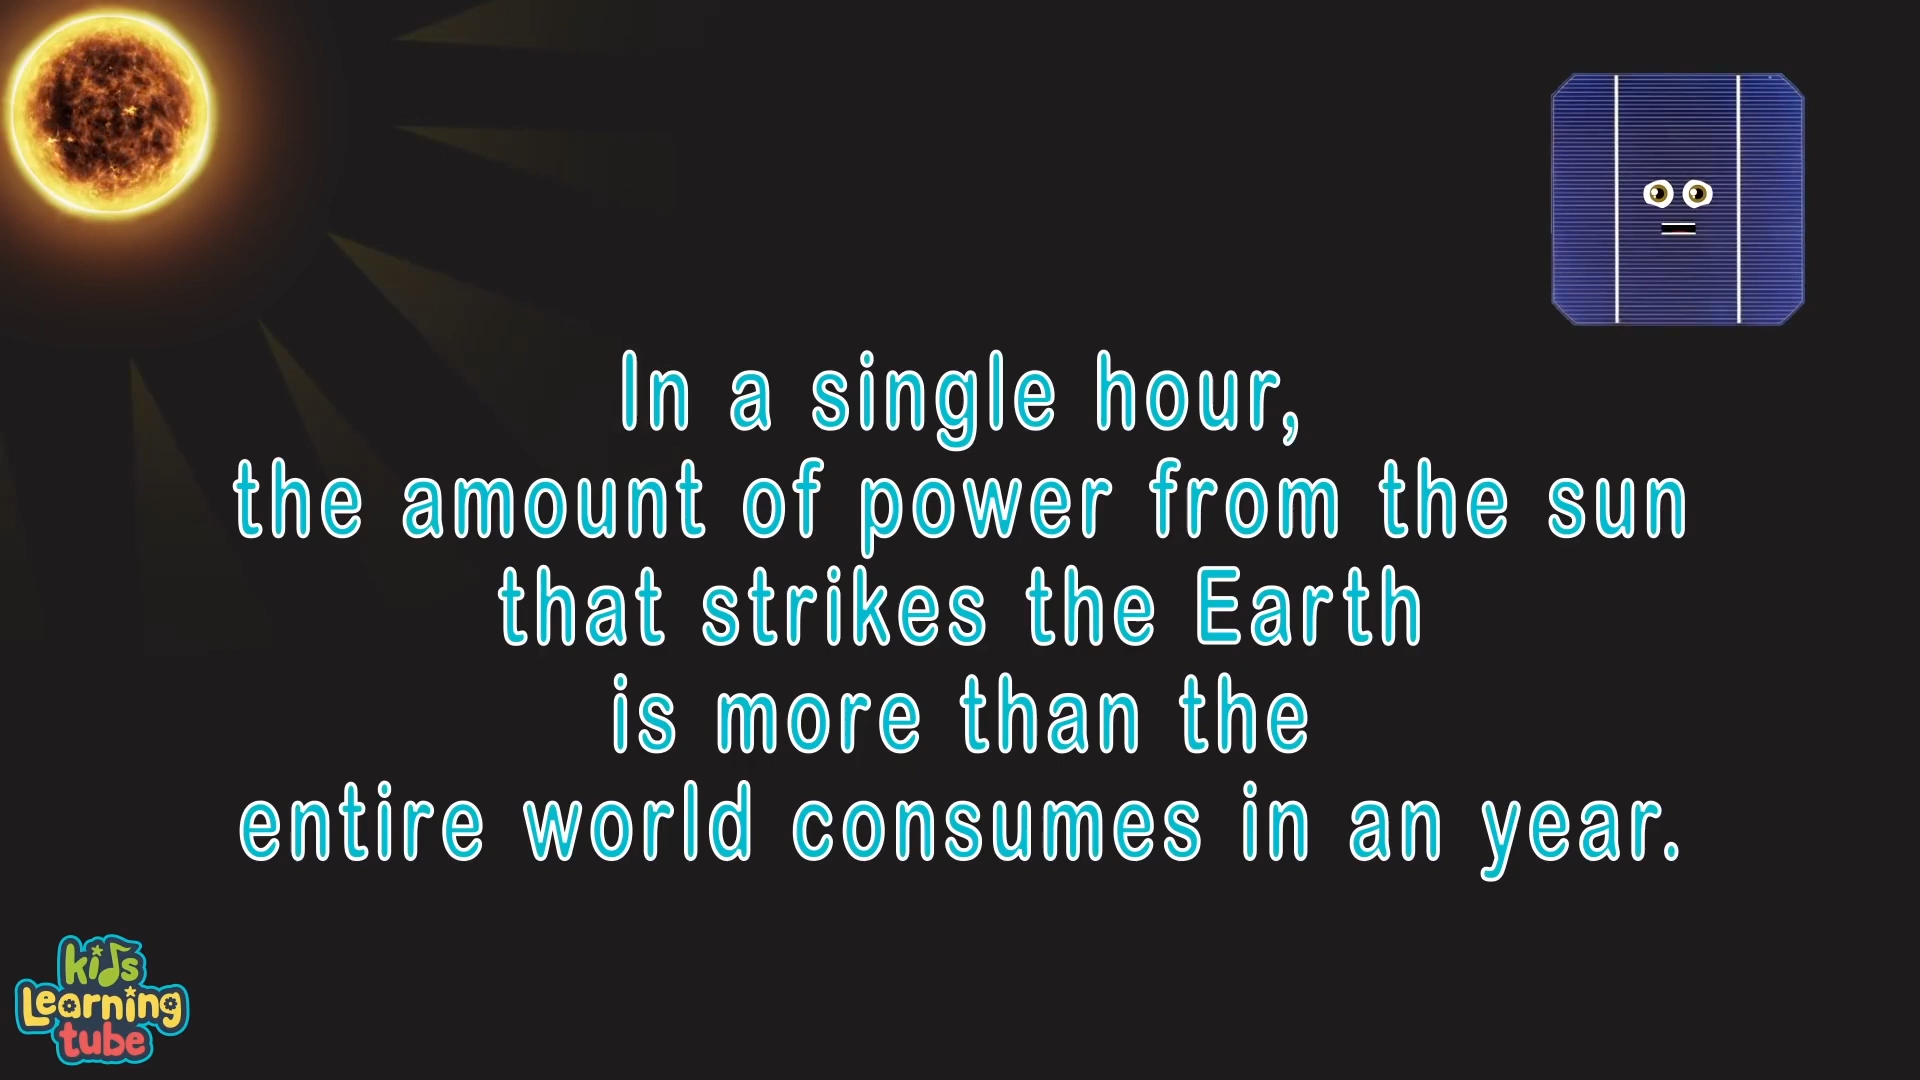 In a single hour,
the amount of power from the sun
that strikes the Earth
is more than the
entire world consumes in an year.
kids
Learning
tube